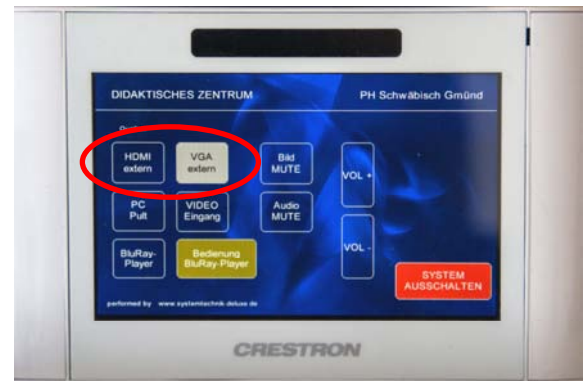 DIDAKTISCHES ZENTRUM
PH Schwäbisch Gmünd
HDMI
extern
VGA
extern
Bild
MUTE
VOL +
PC
Pult
VIDEO
Eingang
Audio
MUTE
BluRay-
Player
Bedienung
BluRay-Player
VOL -
SYSTEM
AUSSCHALTEN
performed by www.systemtechnik-deluxe.de
CRESTRON